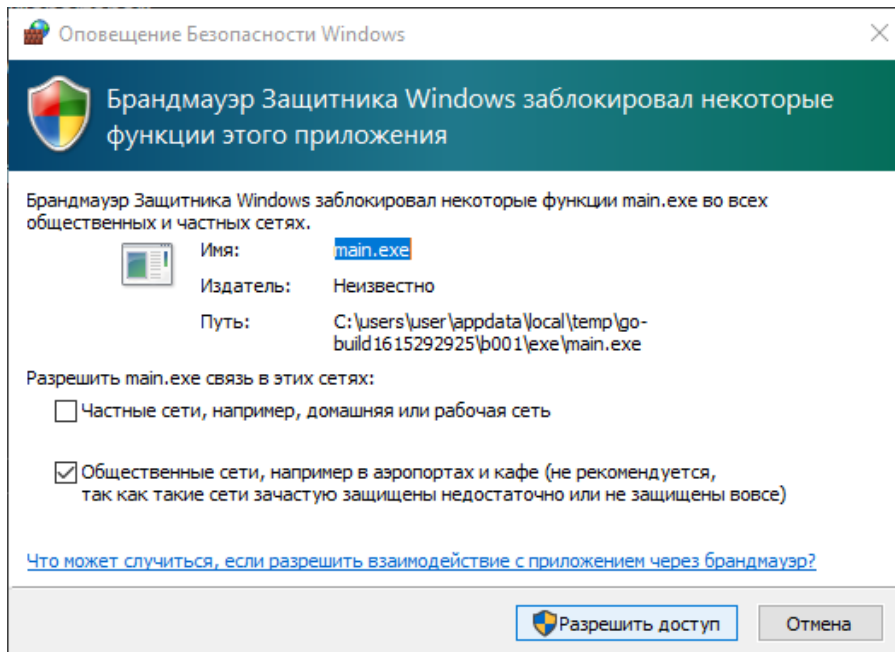 Оповещение Безопасности Windows
Брандмауэр Защитника Windows заблокировал некоторые
функции этого приложения
Брандмауэр Защитника Windows заблокировал некоторые функции main.exe во всех
общественных и частных сетях.
Имя: main.exe
Издатель: Неизвестно
Путь: C:\users\user\appdata\local\temp\go-
build1615292925\b001\exe\main.exe
Разрешить main.exe связь в этих сетях:
Частные сети, например, домашняя или рабочая сеть
Общественные сети, например в аэропортах и кафе (не рекомендуется,
так как такие сети зачастую защищены недостаточно или не защищены вовсе)
Что может случиться, если разрешить взаимодействие с приложением через брандмауэр?
Разрешить доступ Отмена